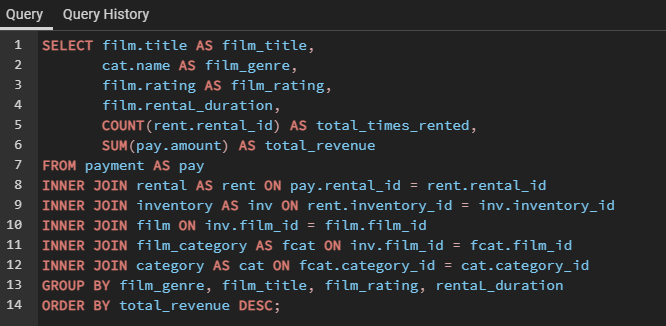 Query Query History
1 SELECT film.title AS film_title,
2 cat.name AS film_genre,
3 film.rating AS film_rating,
4 film.rentaL_duration,
5 COUNT(rent.rental_id) AS total_times_rented,
6 SUM(pay.amount) AS total_revenue
7 FROM payment AS pay
8 INNER JOIN rental AS rent ON pay.rental_id = rent.rental_id
9 INNER JOIN inventory AS inv ON rent.inventory_id = inv.inventory_id
10 INNER JOIN film ON inv.film_id = film.film_id
11 INNER JOIN film_category AS fcat ON inv.film_id = fcat.film_id
12 INNER JOIN category AS cat ON fcat.category_id = cat.category_id
13 GROUP BY film_genre, film_title, film_rating, rentaL_duration
14 ORDER BY total_revenue DESC;